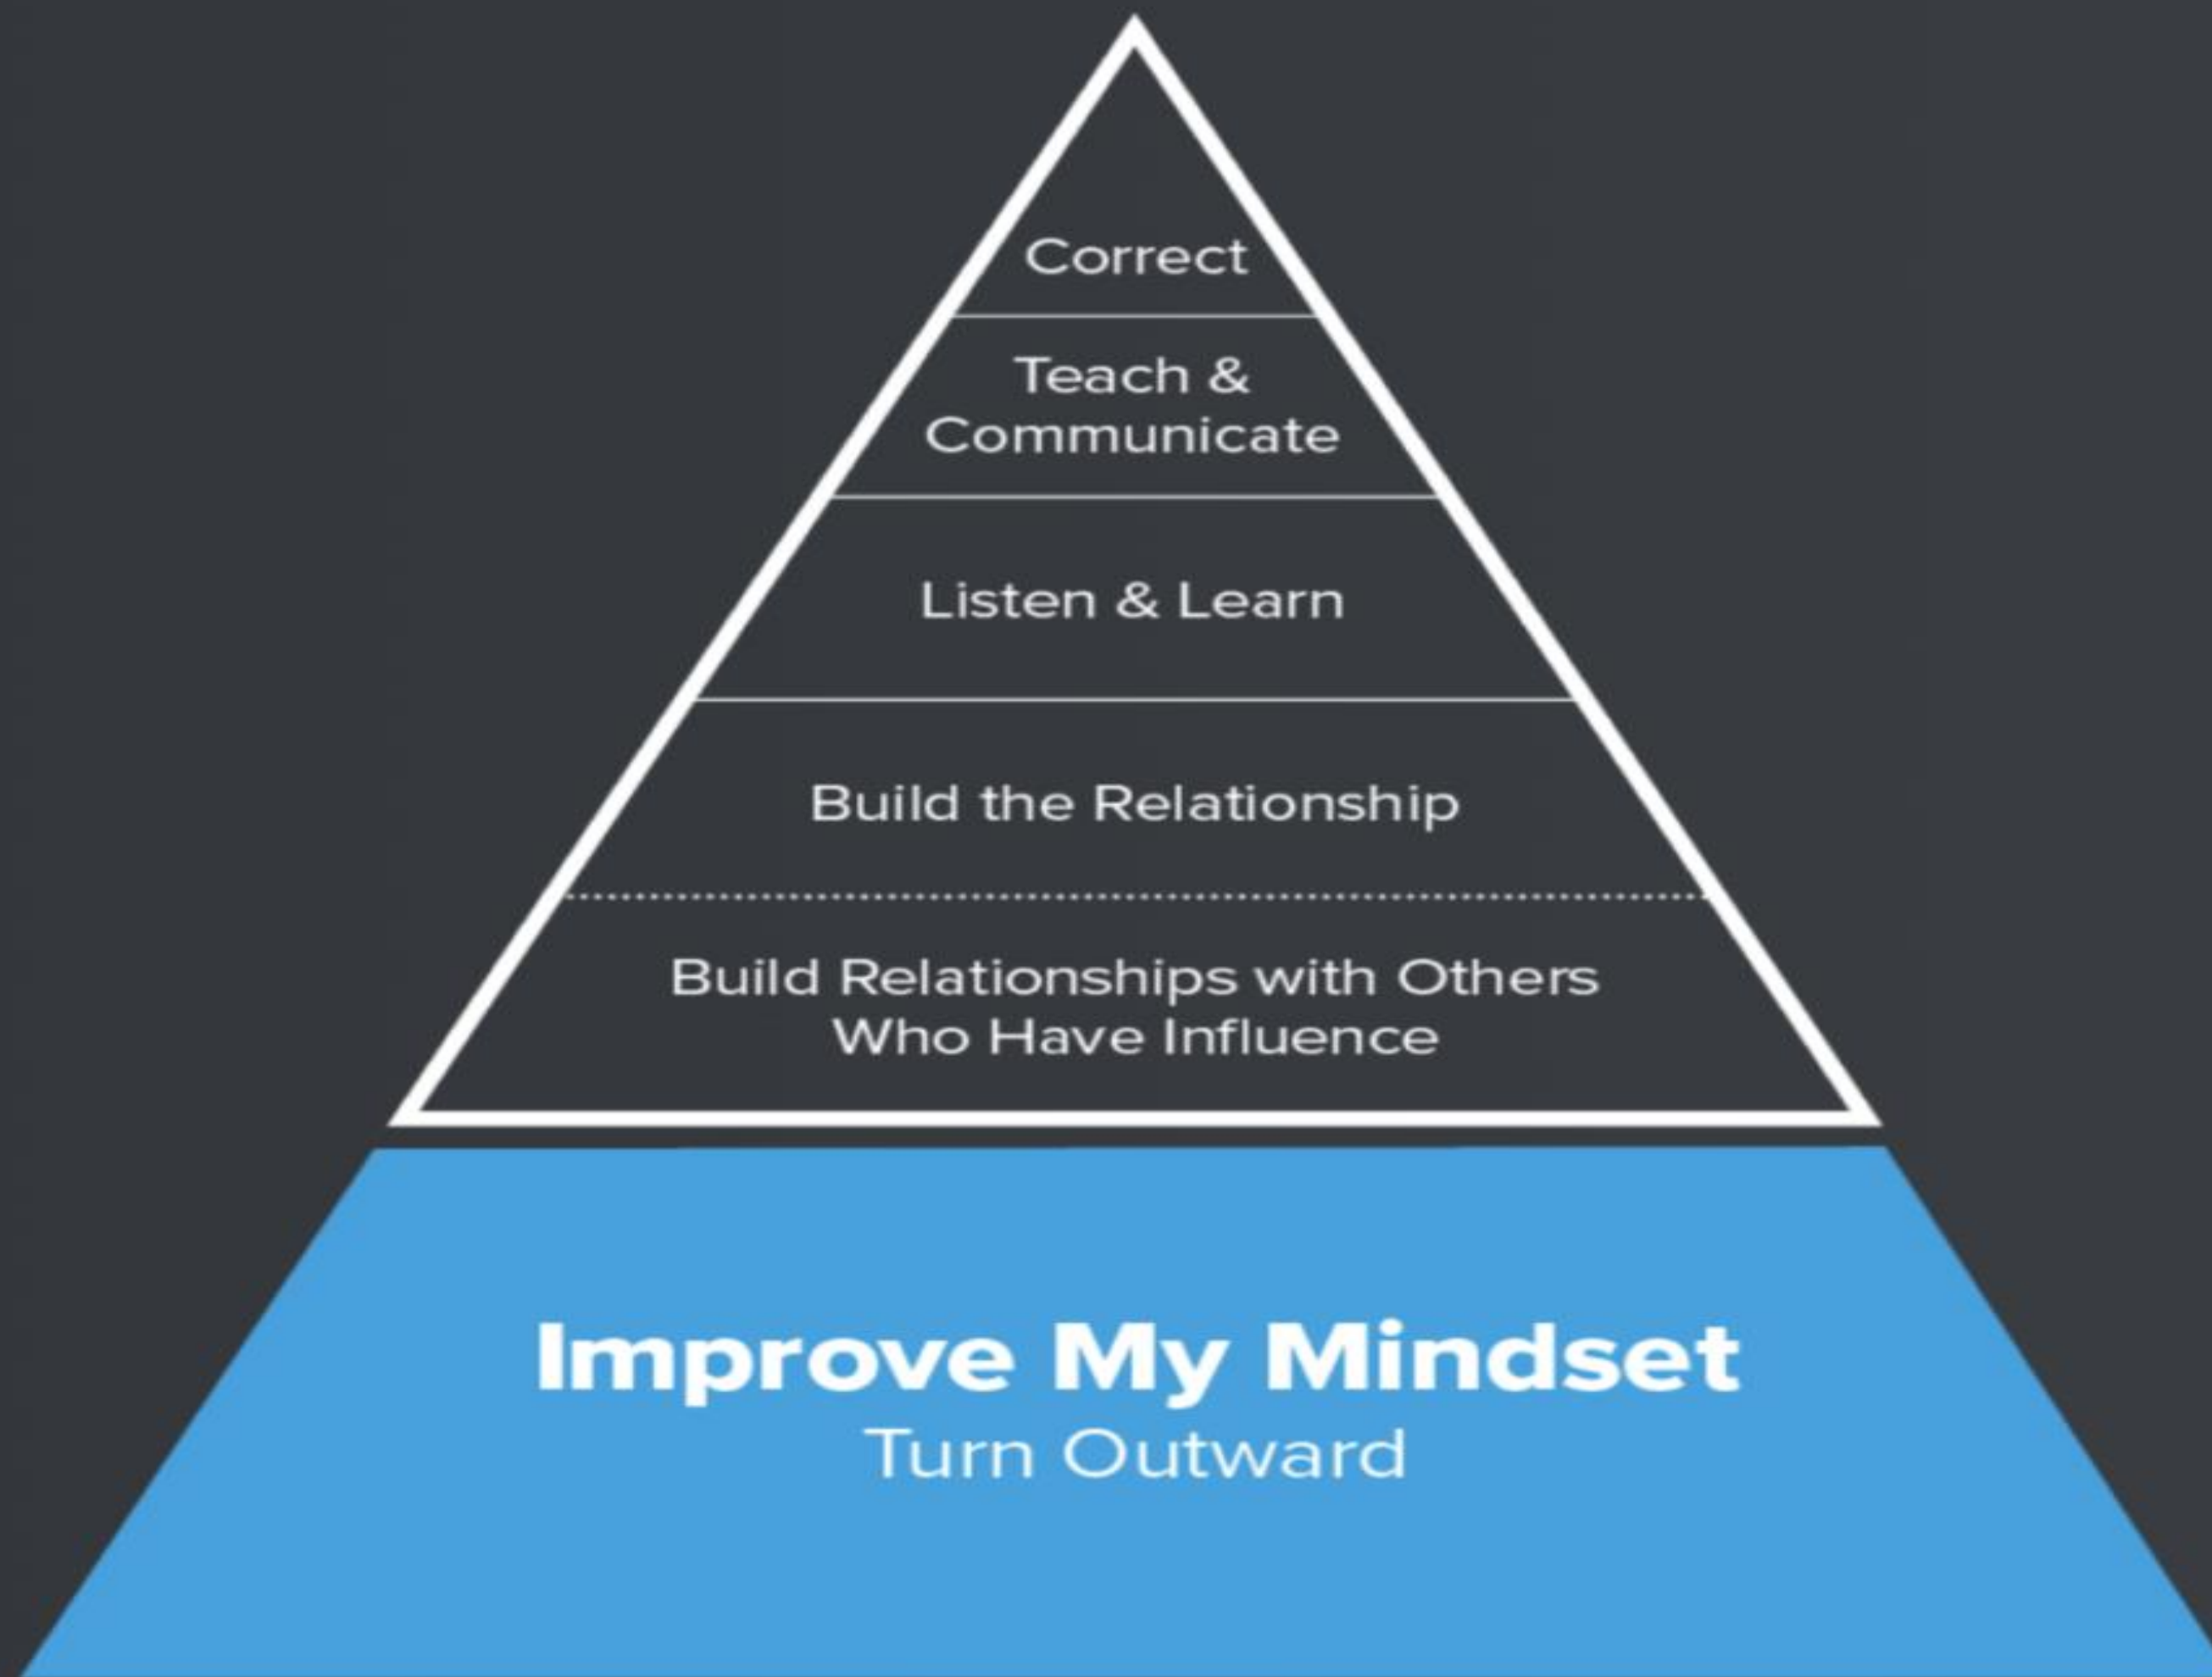 Correct
Teach &
Communicate
Listen & Learn
Build the Relationship
Build Relationships with Others
Who Have Influence
Improve My Mindset
Turn Outward